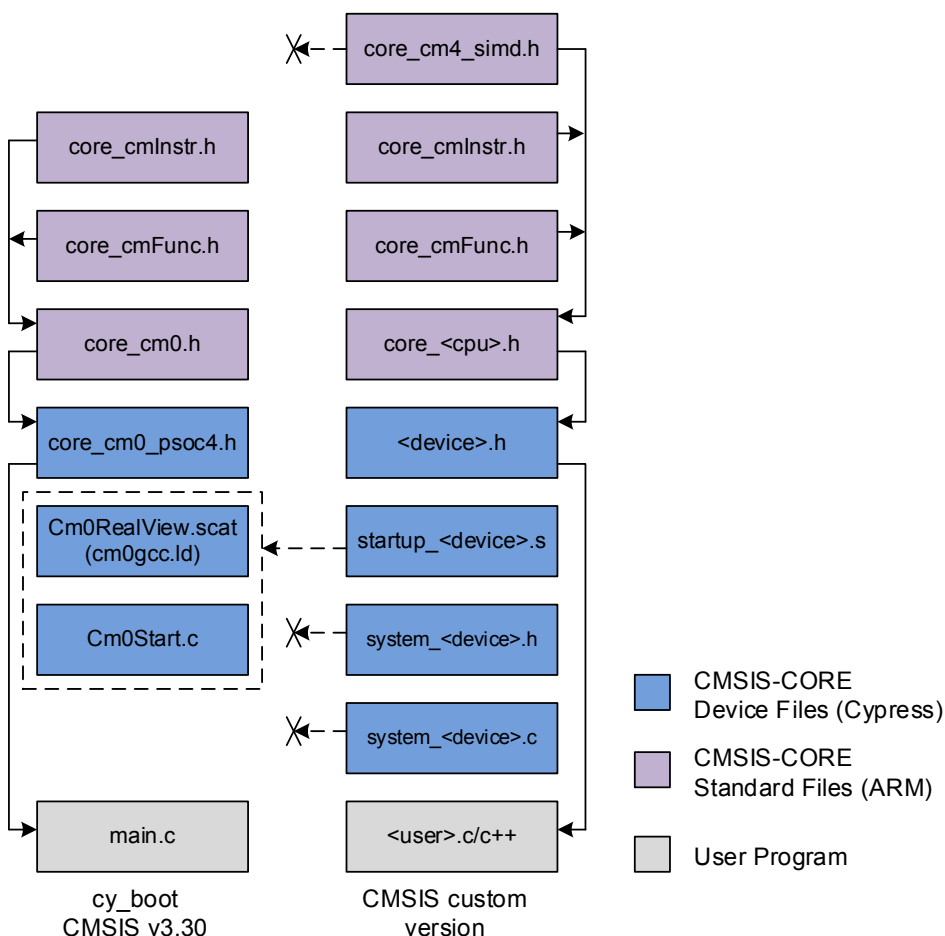 core_cm4_simd.h
core_cmInstr.h
core_cmInstr.h
core_cmFunc.h
core_cmFunc.h
core_cm0.h
core_<cpu>.h
core_cm0_psoc4.h
<device>.h
Cm0RealView.scat
(cm0gcc.ld)
startup_<device>.s
Cm0Start.c
system_<device>.h
system_<device>.c
main.c
<user>.c/c++
cy_boot
CMSIS v3.30
CMSIS custom
version
CMSIS-CORE
Device Files (Cypress)
CMSIS-CORE
Standard Files (ARM)
User Program